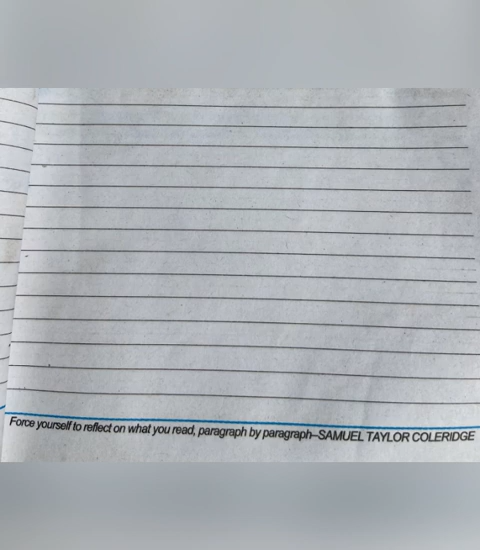 Force yourself to reflect on what you read, paragraph by paragraph–SAMUEL TAYLOR COLERIDGE